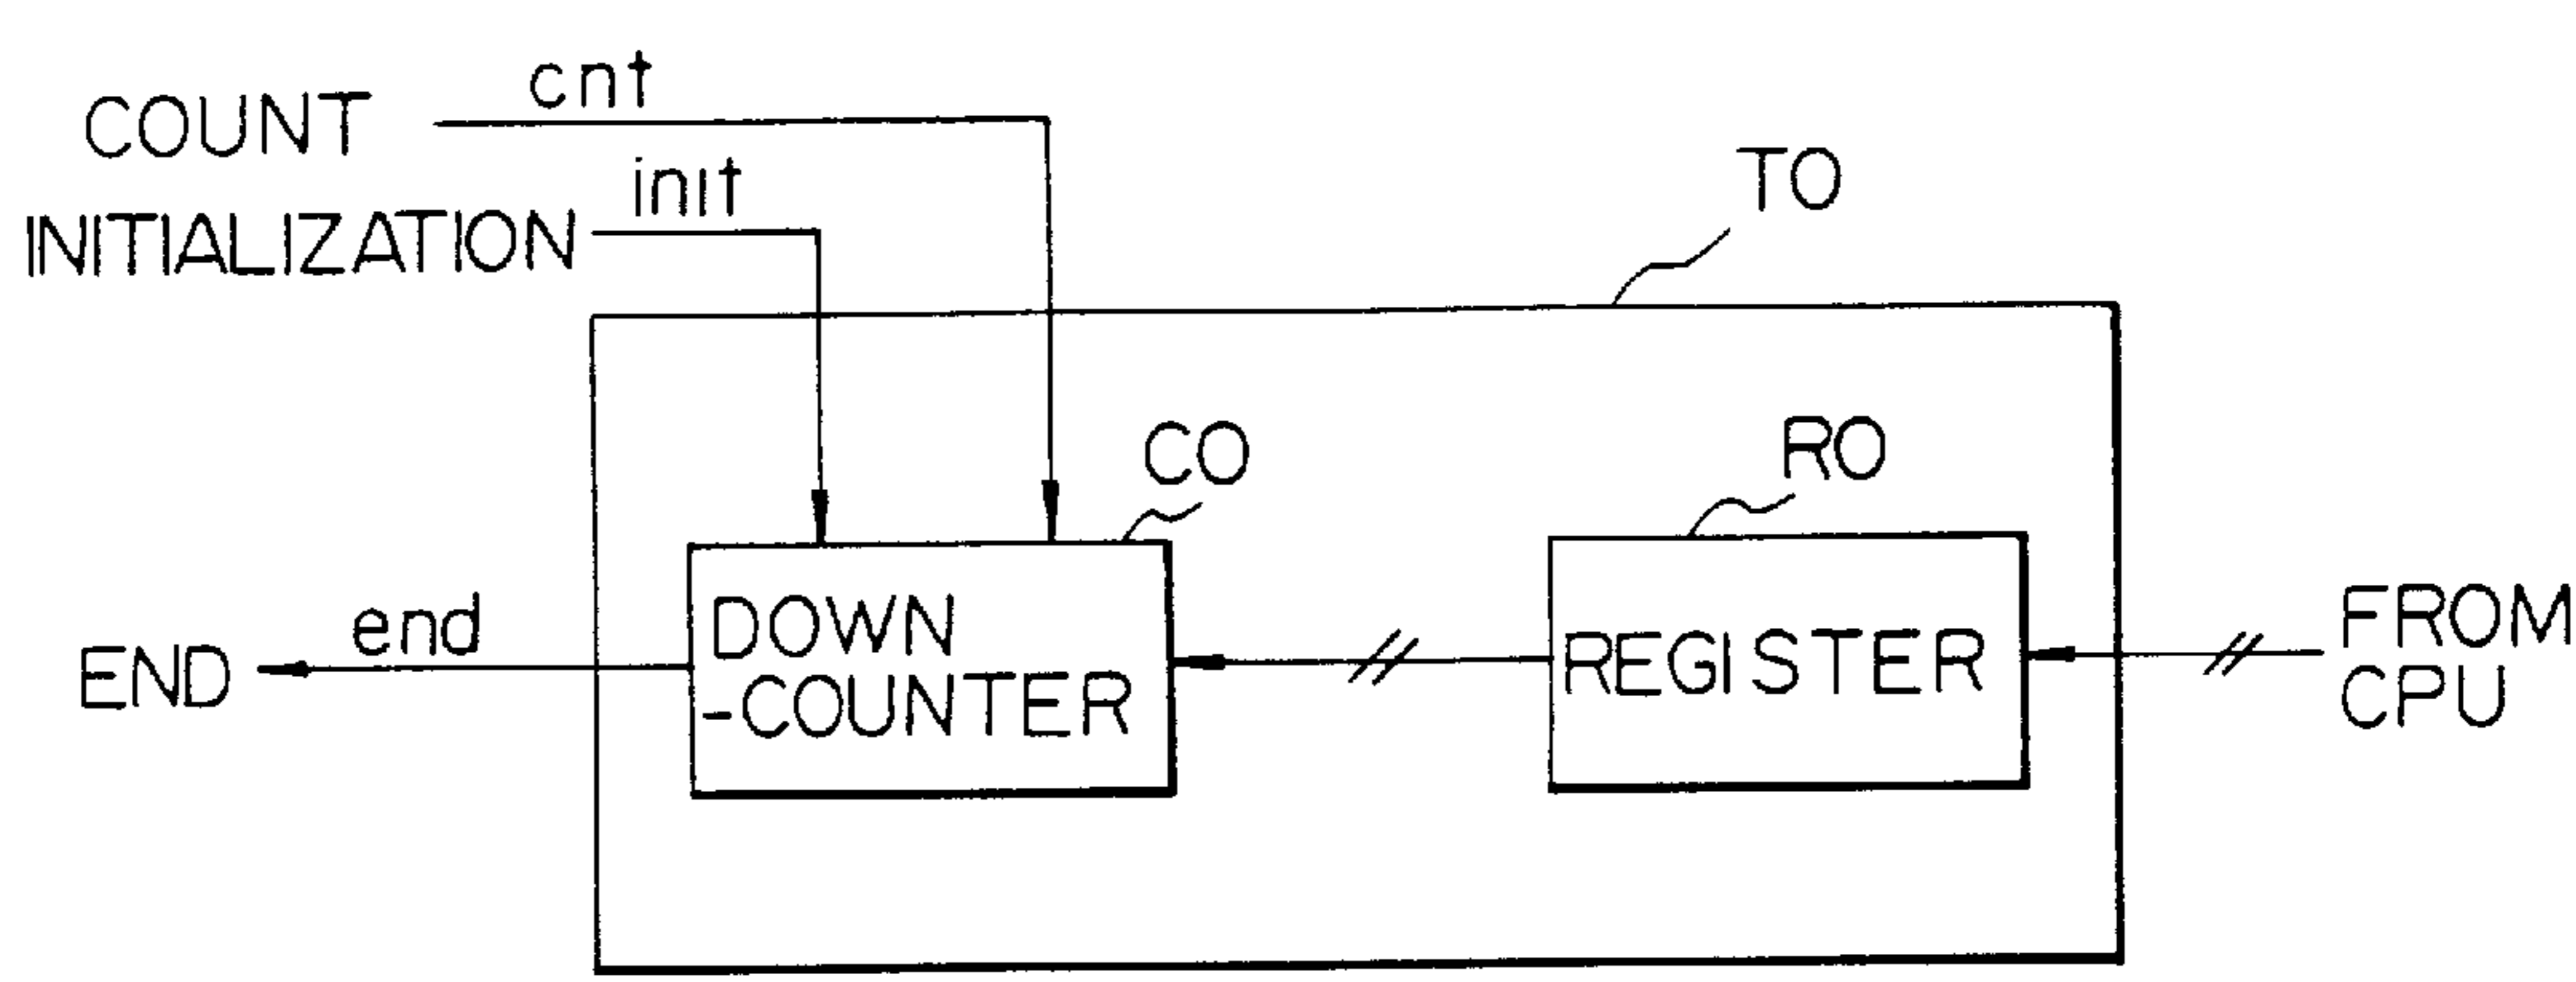 COUNT
cnt
INITIALIZATION
init
TO
CO
RO
END
end
DOWN
-COUNTER
REGISTER
FROM
CPU